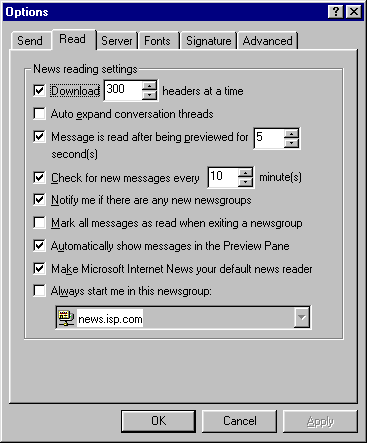 Options
Send Read Server Fonts Signature Advanced
News reading settings
Download 300 headers at a time
Auto expand conversation threads
Message is read after being previewed for 5
second(s)
Check for new messages every 10 minute(s)
Notify me if there are any new newsgroups
Mark all messages as read when exiting a newsgroup
Automatically show messages in the Preview Pane
Make Microsoft Internet News your default news reader
Always start me in this newsgroup:
news.isp.com
OK Cancel Apply